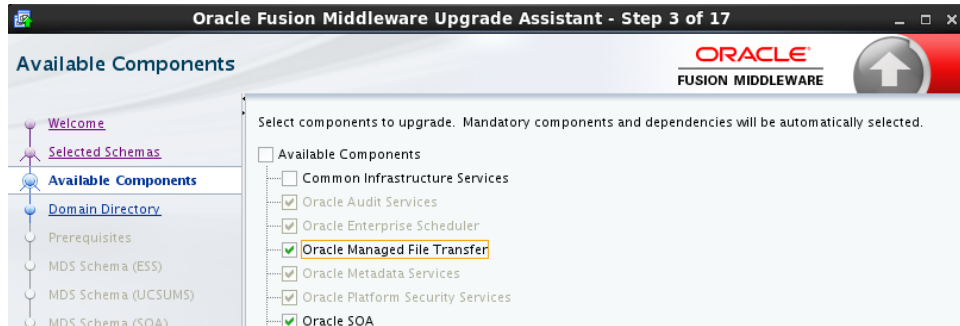 Oracle Fusion Middleware Upgrade Assistant - Step 3 of 17
Available Components
ORACLE
FUSION MIDDLEWARE
Welcome
Selected Schemas
Available Components
Domain Directory
Prerequisites
MDS Schema (ESS)
MDS Schema (UCSUMS)
MDS Schema (SOA)
Select components to upgrade. Mandatory components and dependencies will be automatically selected.
Available Components
Common Infrastructure Services
Oracle Audit Services
Oracle Enterprise Scheduler
Oracle Managed File Transfer
Oracle Metadata Services
Oracle Platform Security Services
Oracle SOA